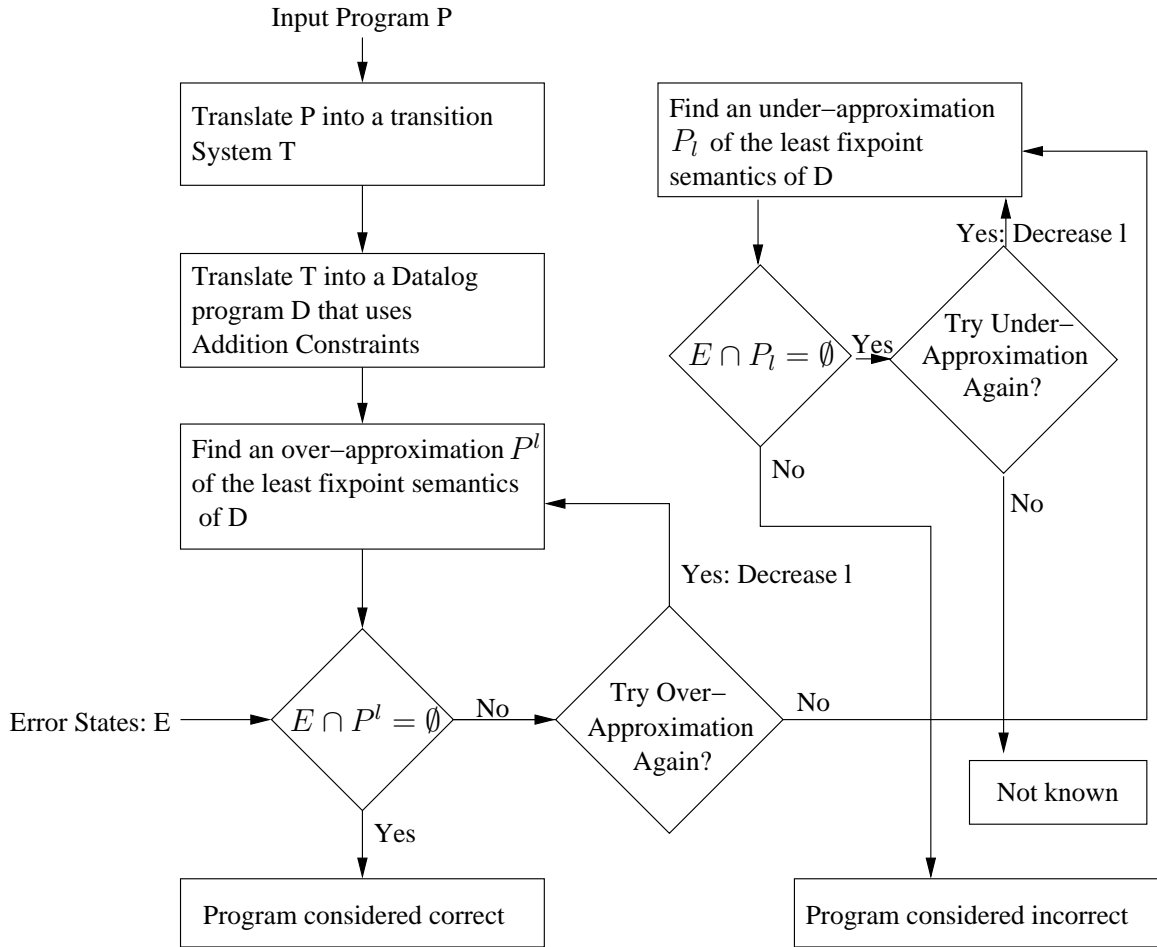 Input Program P
Translate P into a transition
System T
Translate T into a Datalog
program D that uses
Addition Constraints
Find an over−approximation P^l
of the least fixpoint semantics
of D
Yes: Decrease l
Error States: E
E ∩ P^l = ∅
No
Try Over−
Approximation
Again?
No
Yes
Program considered correct
Find an under−approximation
P_l of the least fixpoint
semantics of D
Yes: Decrease l
E ∩ P_l = ∅
Yes
Try Under−
Approximation
Again?
No
No
Not known
Program considered incorrect